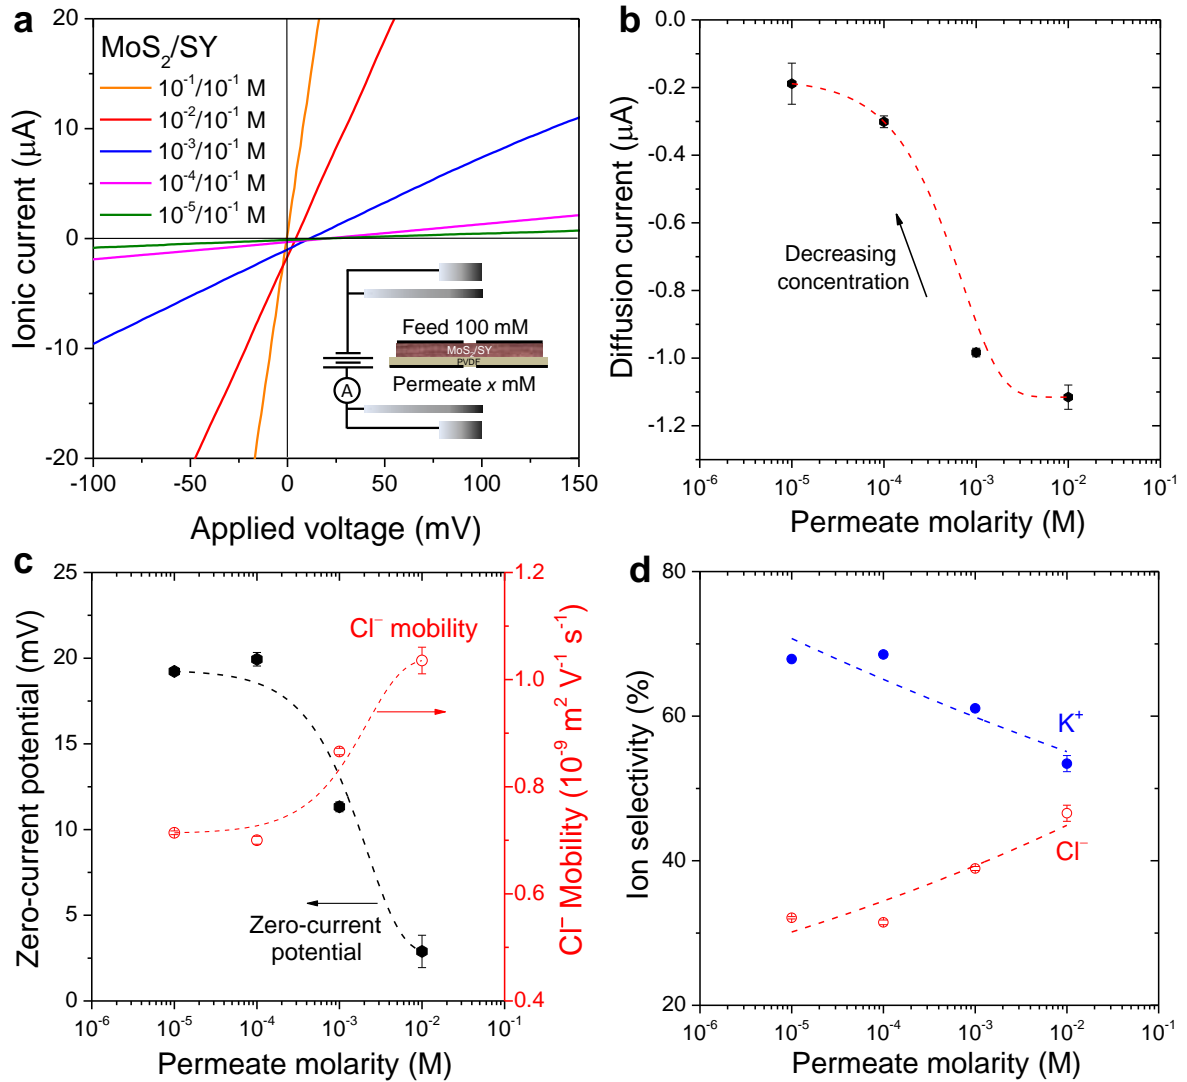 a
MoS₂/SY
10⁻¹/10⁻¹ M
10⁻²/10⁻¹ M
10⁻³/10⁻¹ M
10⁻⁴/10⁻¹ M
10⁻⁵/10⁻¹ M
Ionic current (μA)
20
10
0
-10
-20
-100
-50
0
50
100
150
Applied voltage (mV)
Feed 100 mM
MoS₂/SY
PVDF
Permeate x mM
A
b
Diffusion current (μA)
0.0
-0.2
-0.4
-0.6
-0.8
-1.0
-1.2
Decreasing
concentration
10⁻⁶
10⁻⁵
10⁻⁴
10⁻³
10⁻²
10⁻¹
Permeate molarity (M)
c
Zero-current potential (mV)
25
20
15
10
5
0
Cl⁻ mobility
Zero-current
potential
1.2
1.0
0.8
0.6
0.4
Cl⁻ Mobility (10⁻⁹ m² V⁻¹ s⁻¹)
10⁻⁶
10⁻⁵
10⁻⁴
10⁻³
10⁻²
10⁻¹
Permeate molarity (M)
d
Ion selectivity (%)
80
60
40
20
K⁺
Cl⁻
10⁻⁶
10⁻⁵
10⁻⁴
10⁻³
10⁻²
10⁻¹
Permeate molarity (M)